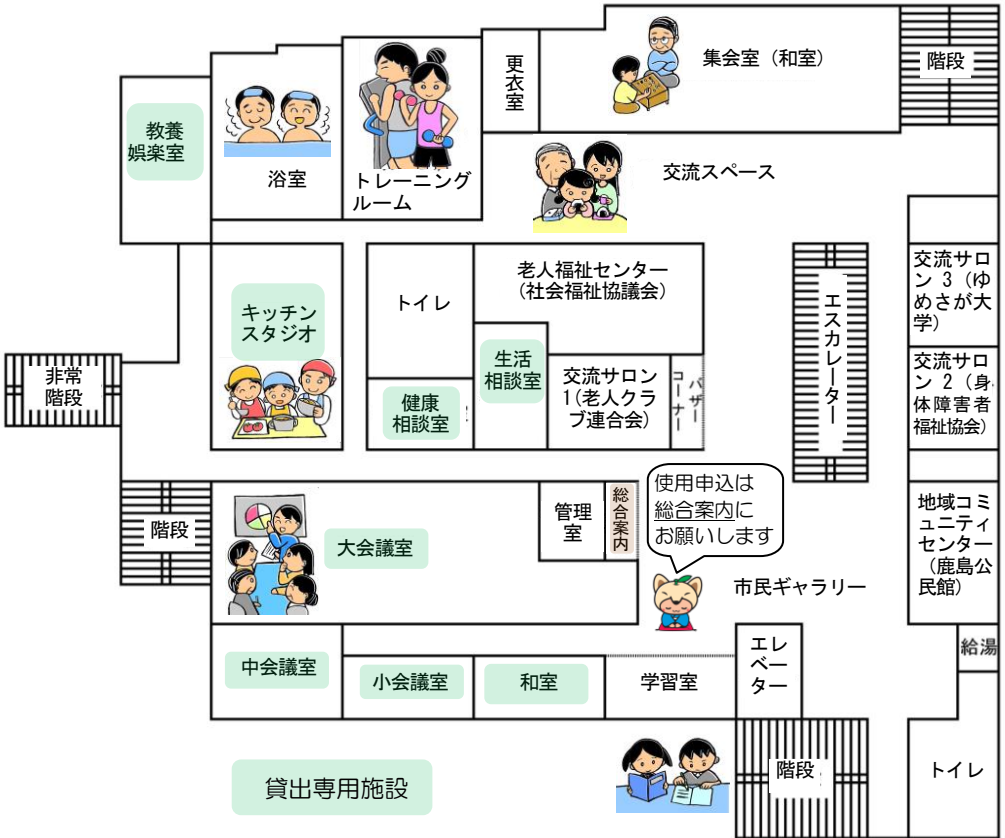 更
衣
室
集会室（和室）
階段
教養
娯楽室
浴室
トレーニング
ルーム
交流スペース
トイレ
老人福祉センター
（社会福祉協議会）
キッチン
スタジオ
生活
相談室
健康
相談室
交流サロン
1（老人クラ
ブ連合会）
バザー
コーナー
エスカレーター
交流サロ
ン 3（ゆ
めさが大
学）
交流サロ
ン 2（身
体障害者
福祉協会）
非常
階段
階段
大会議室
管理
室
総合案内
使用申込は
総合案内に
お願いします
市民ギャラリー
地域コミ
ュニティ
センター
（鹿島公
民館）
中会議室
小会議室
和室
学習室
エレ
ベー
ター
給湯
階段
トイレ
貸出専用施設